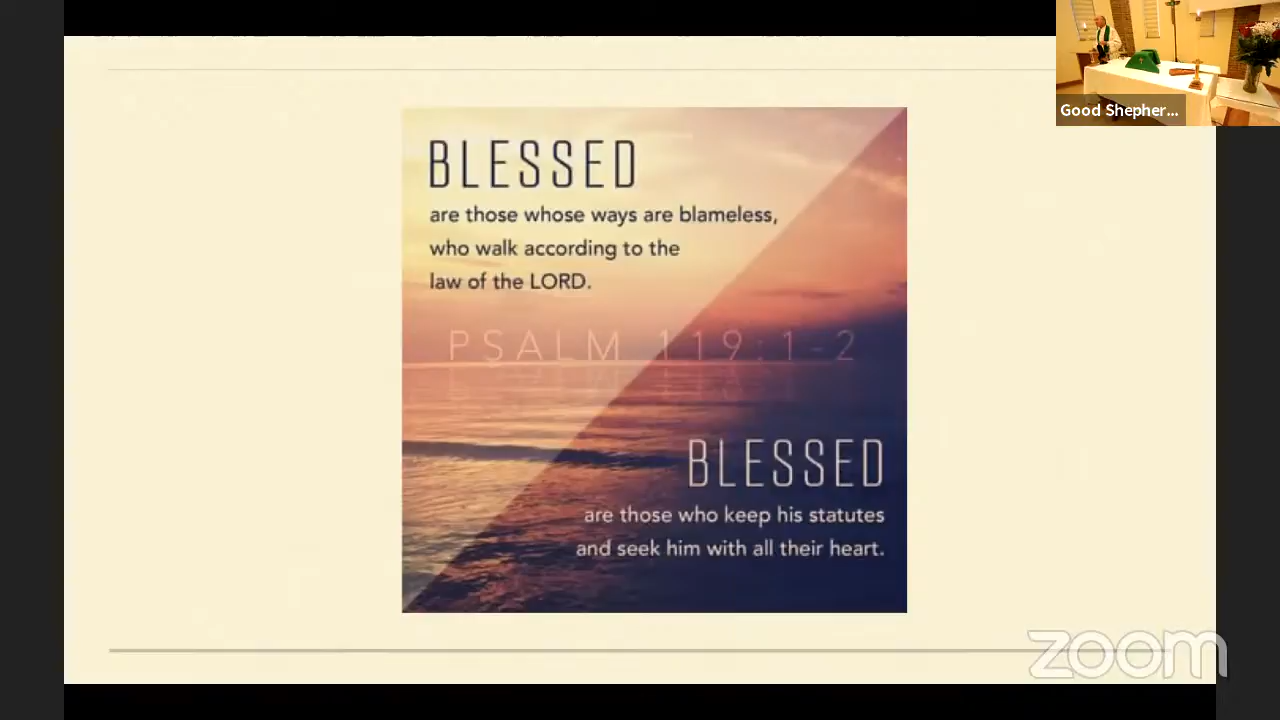 Good Shepher...
BLESSED
are those whose ways are blameless,
who walk according to the
law of the LORD.
PSALM 119:1-2
BLESSED
are those who keep his statutes
and seek him with all their heart.
zoom